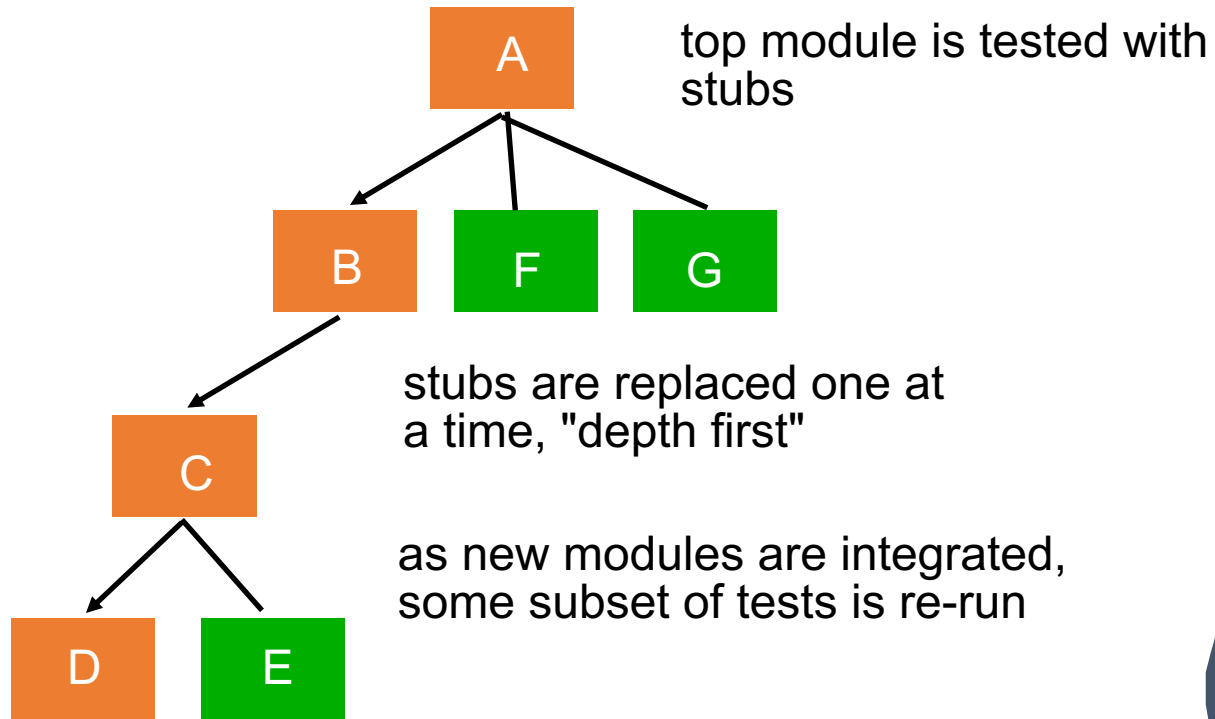 A
top module is tested with
stubs
B
F
G
stubs are replaced one at
a time, "depth first"
C
as new modules are integrated,
some subset of tests is re-run
D
E